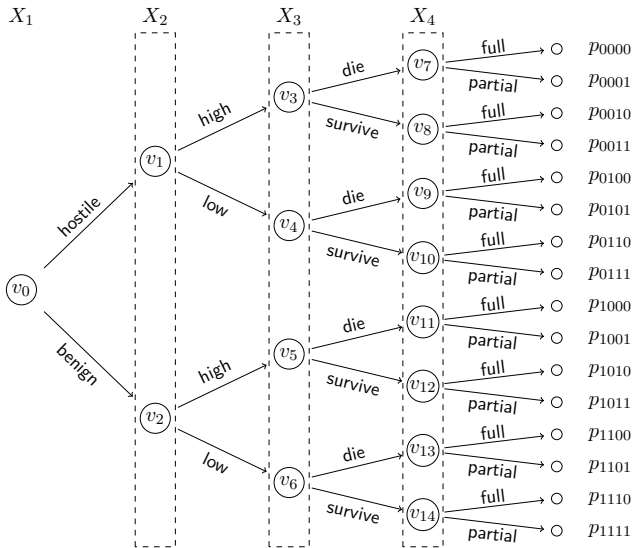 X₁ X₂ X₃ X₄
full p₀₀₀₀
v₇
die partial p₀₀₀₁
v₃
high survive full p₀₀₁₀
v₈
partial p₀₀₁₁
v₁
hostile low full p₀₁₀₀
die v₉
v₄ partial p₀₁₀₁
survive full p₀₁₁₀
v₁₀
partial p₀₁₁₁
v₀
full p₁₀₀₀
die v₁₁
benign high v₅ partial p₁₀₀₁
survive full p₁₀₁₀
v₁₂
v₂ partial p₁₀₁₁
low full p₁₁₀₀
die v₁₃
v₆ partial p₁₁₀₁
survive full p₁₁₁₀
v₁₄
partial p₁₁₁₁